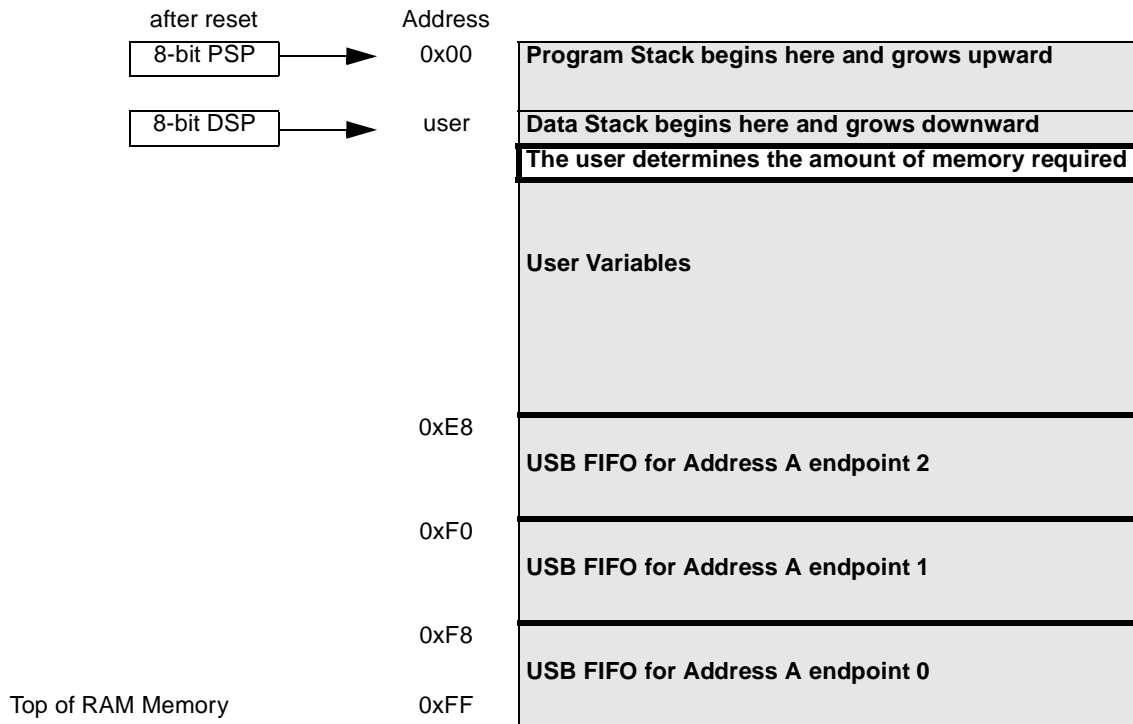 after reset Address
8-bit PSP 0x00 Program Stack begins here and grows upward
8-bit DSP user Data Stack begins here and grows downward
The user determines the amount of memory required
User Variables
0xE8
USB FIFO for Address A endpoint 2
0xF0
USB FIFO for Address A endpoint 1
0xF8
USB FIFO for Address A endpoint 0
Top of RAM Memory 0xFF